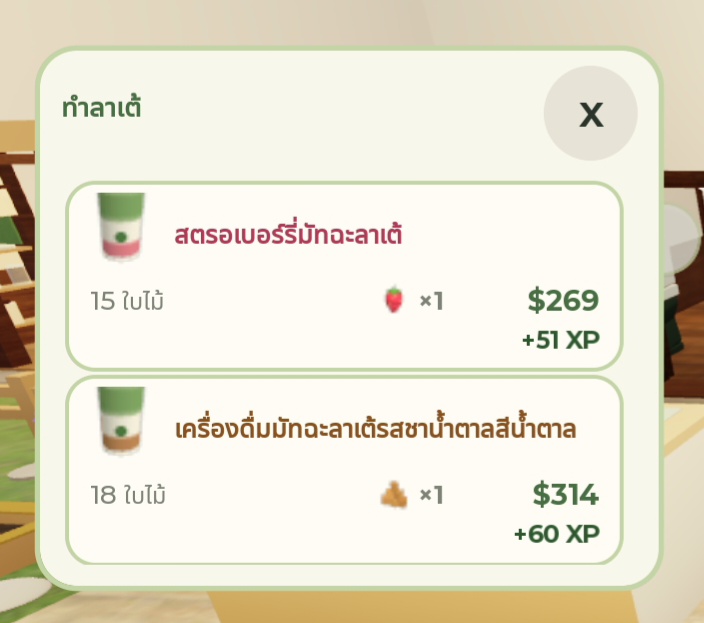 ทำลาเต้
X
สตรอเบอร์รี่มัทฉะลาเต้
15 ใบไม้ ×1 $269
+51 XP
เครื่องดื่มมัทฉะลาเต้รสชาน้ำตาลสีน้ำตาล
18 ใบไม้ ×1 $314
+60 XP